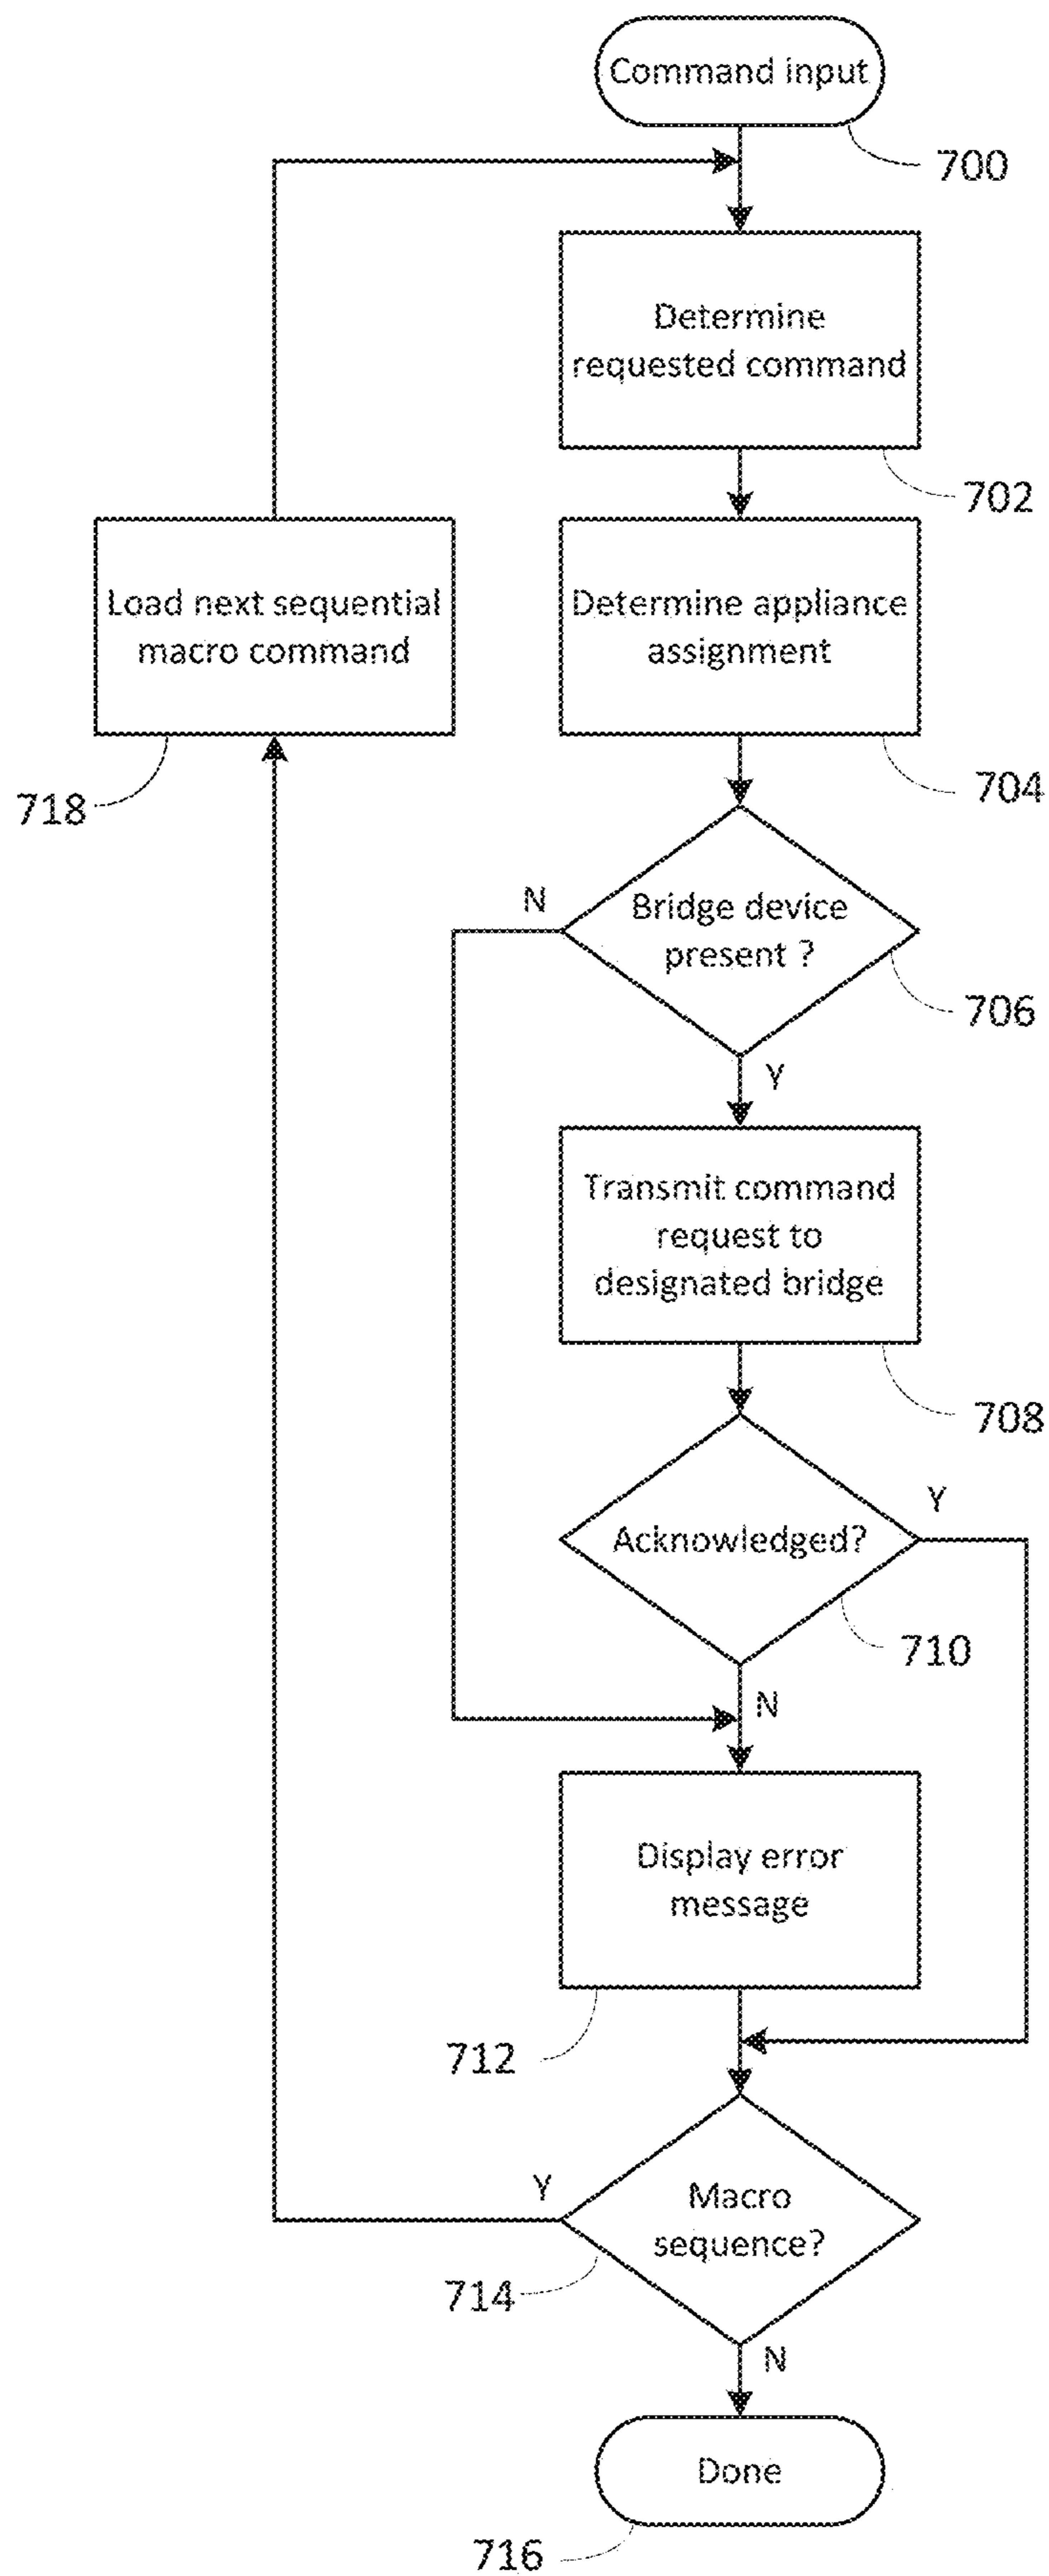 Command input
700
Determine
requested command
702
Load next sequential
macro command
718
Determine appliance
assignment
704
N
Bridge device
present ?
706
Y
Transmit command
request to
designated bridge
708
Y
Acknowledged?
710
N
Display error
message
712
Y
Macro
sequence?
714
N
Done
716